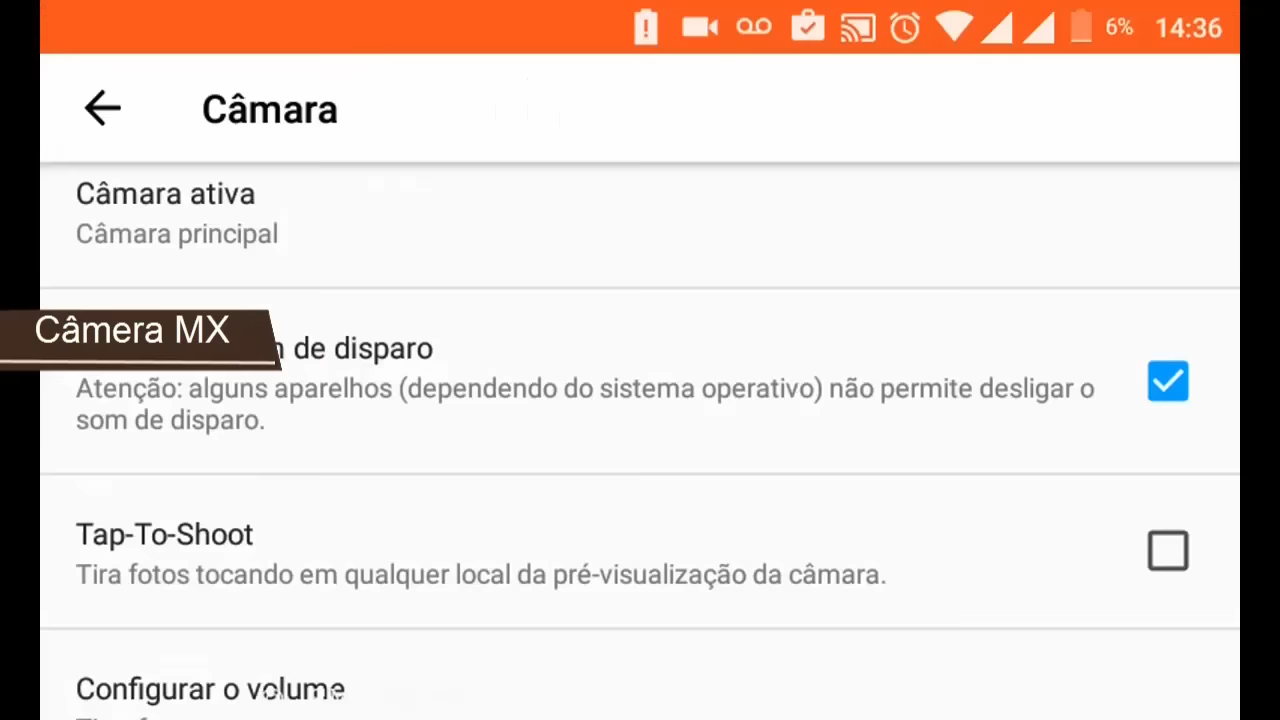 6% 14:36
Câmara
Câmara ativa
Câmara principal
Câmera MX
de disparo
Atenção: alguns aparelhos (dependendo do sistema operativo) não permite desligar o
som de disparo.
Tap-To-Shoot
Tira fotos tocando em qualquer local da pré-visualização da câmara.
Configurar o volume